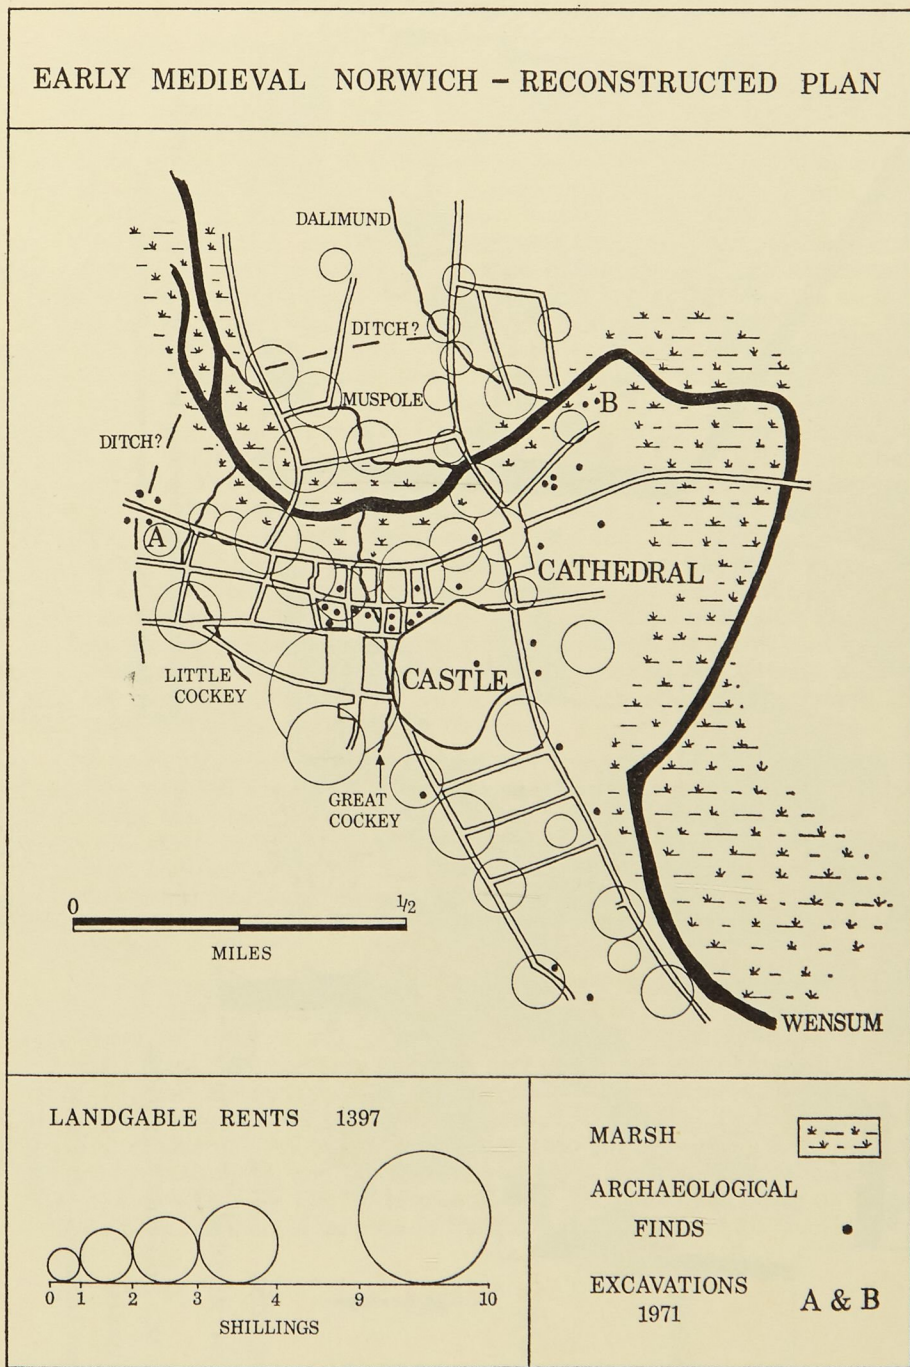 EARLY MEDIEVAL NORWICH – RECONSTRUCTED PLAN
DALIMUND
DITCH?
MUSPOLE
B
DITCH?
A
CATHEDRAL
LITTLE
COCKEY
CASTLE
GREAT
COCKEY
0 1/2
MILES
WENSUM
LANDGABLE RENTS 1397
0 1 2 3 4 9 10
SHILLINGS
MARSH
ARCHAEOLOGICAL
FINDS
EXCAVATIONS
1971
A & B